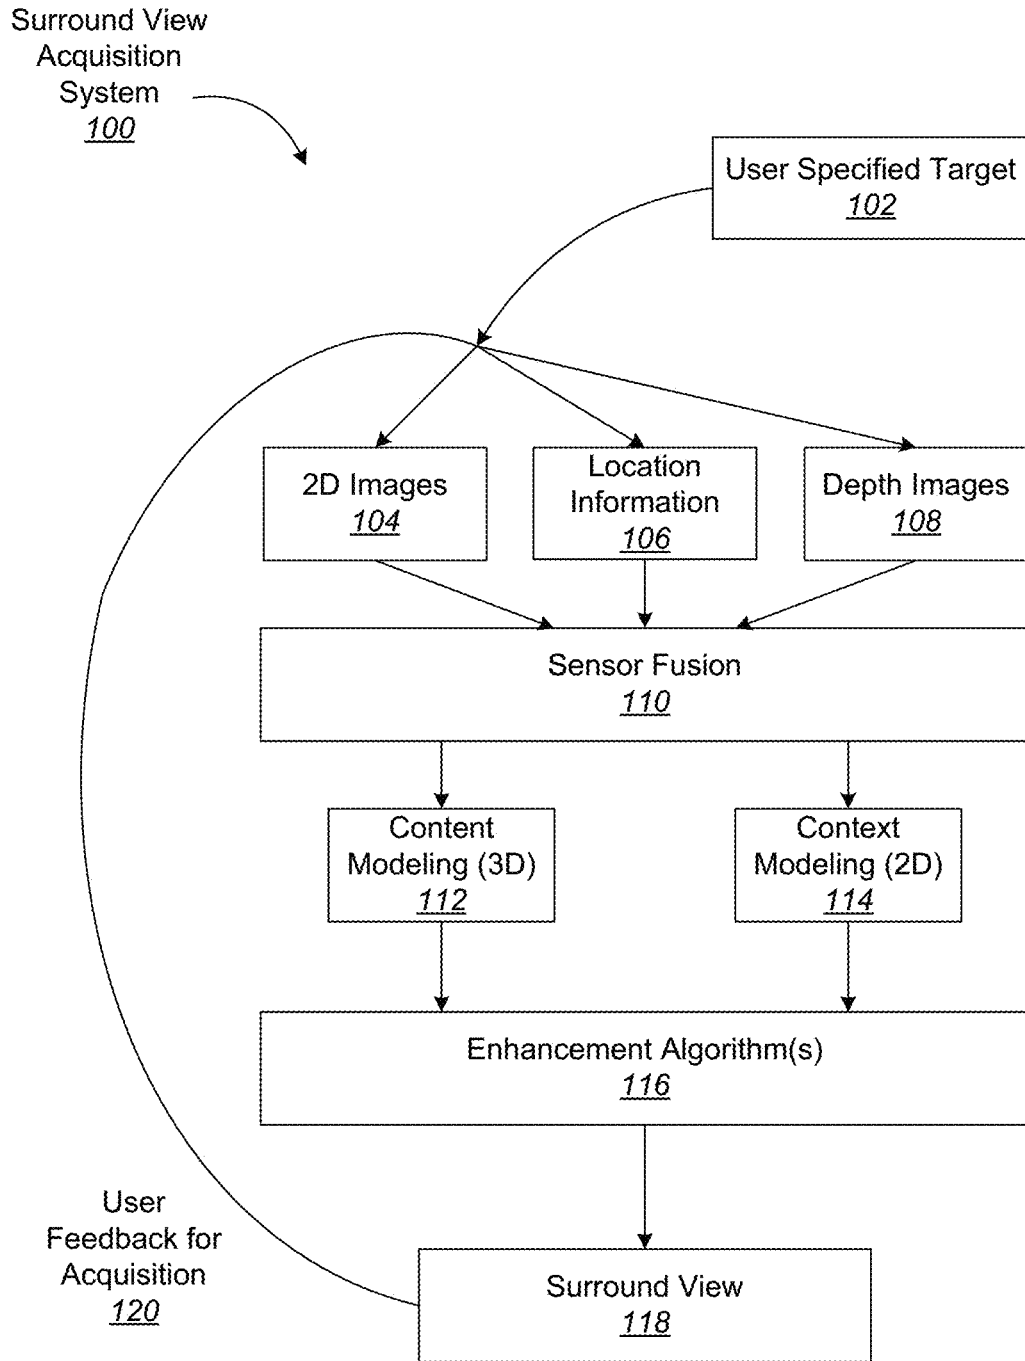 Surround View
Acquisition
System
100
User Specified Target
102
2D Images
104
Location
Information
106
Depth Images
108
Sensor Fusion
110
Content
Modeling (3D)
112
Context
Modeling (2D)
114
Enhancement Algorithm(s)
116
User
Feedback for
Acquisition
120
Surround View
118